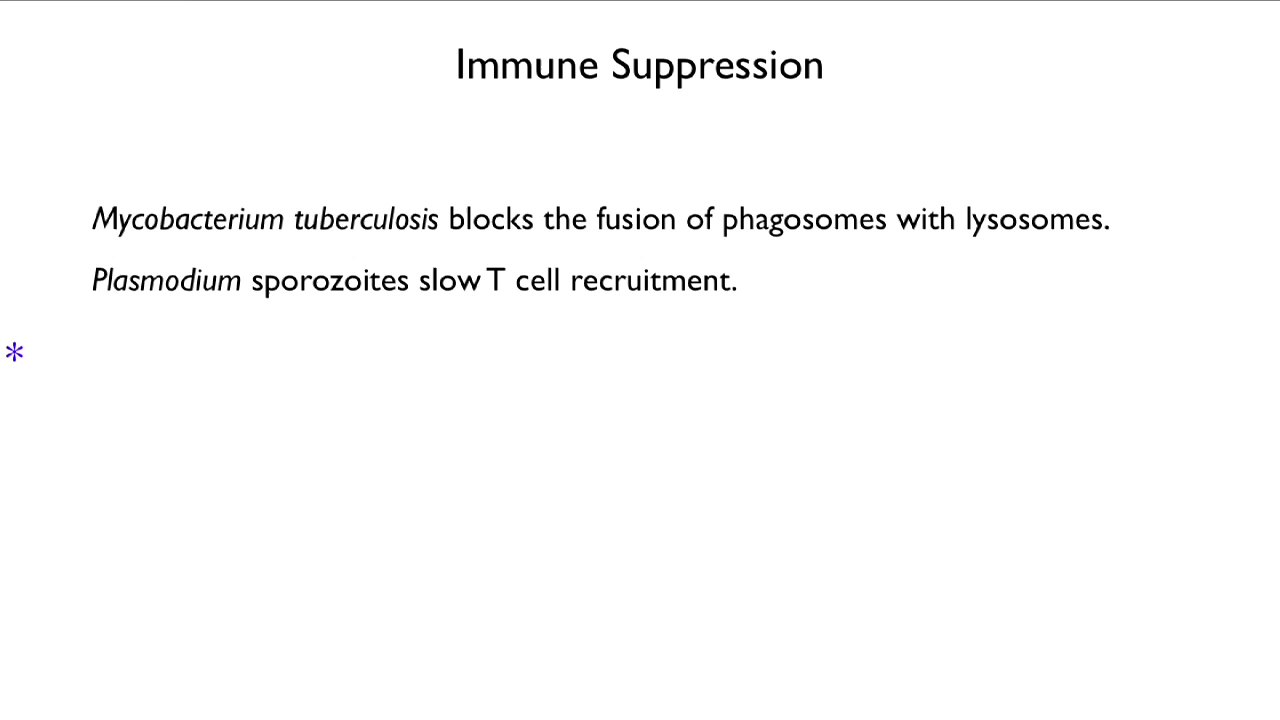 Immune Suppression
Mycobacterium tuberculosis blocks the fusion of phagosomes with lysosomes.
Plasmodium sporozoites slow T cell recruitment.
*